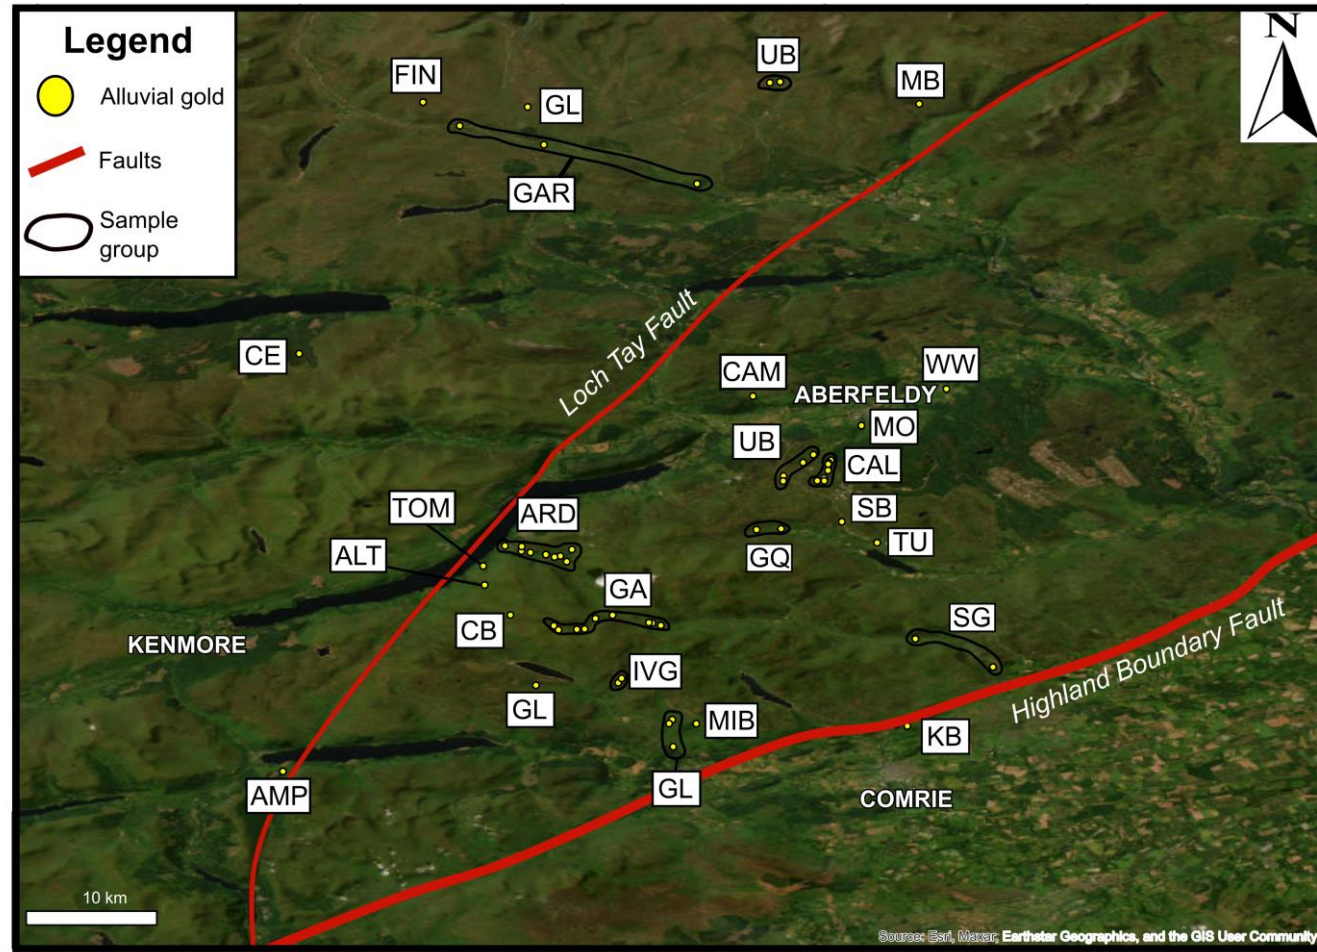 Legend
Alluvial gold
Faults
Sample
group
N
FIN
GL
UB
MB
GAR
Loch Tay Fault
CE
CAM
WW
ABERFELDY
MO
UB
CAL
TOM
ARD
SB
ALT
GQ
TU
GA
CB
SG
KENMORE
IVG
Highland Boundary Fault
GL
MIB
KB
AMP
GL
COMRIE
10 km
Source: Esri, Maxar, Earthstar Geographics, and the GIS User Community